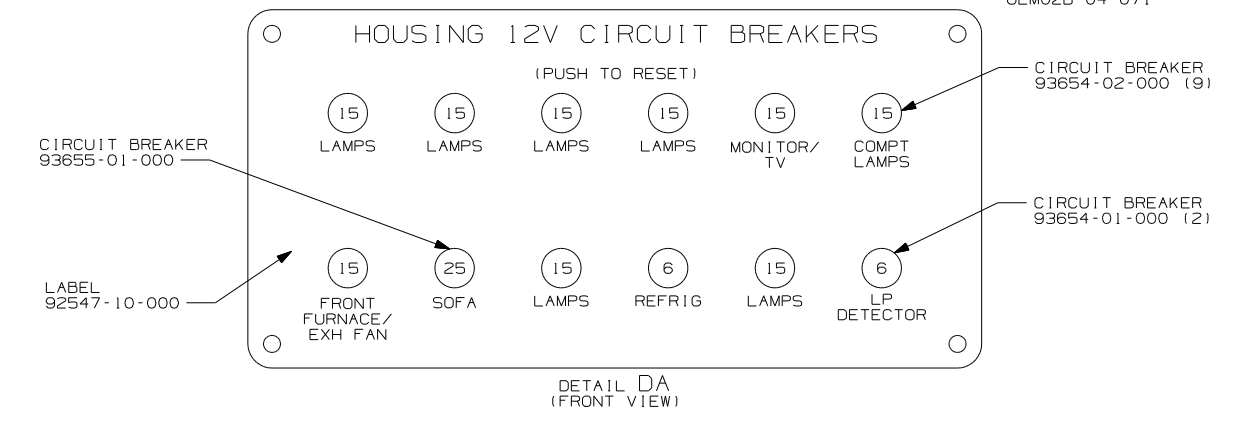 HOUSING 12V CIRCUIT BREAKERS
(PUSH TO RESET)
CIRCUIT BREAKER
93654-02-000 (9)
15 15 15 15 15 15
LAMPS LAMPS LAMPS LAMPS MONITOR/ COMPT
TV LAMPS
CIRCUIT BREAKER
93655-01-000
CIRCUIT BREAKER
93654-01-000 (2)
15 25 15 6 15 6
FRONT SOFA LAMPS REFRIG LAMPS LP
FURNACE/ DETECTOR
EXH FAN
LABEL
92547-10-000
DETAIL DA
(FRONT VIEW)